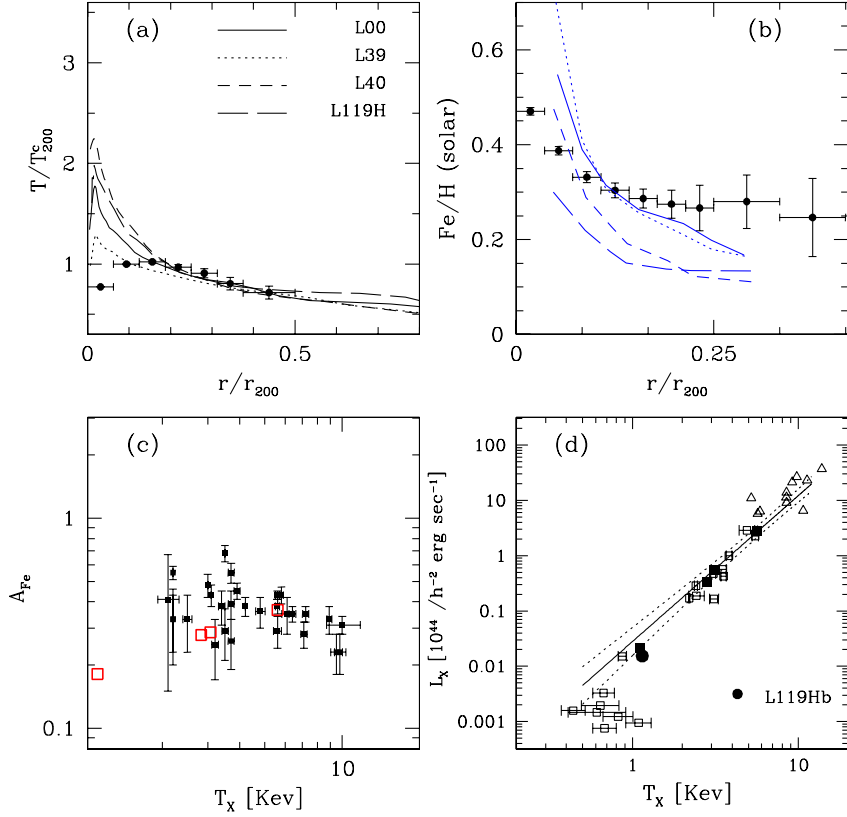 (a)
L00
L39
L40
L119H
T/T^c_200
3
2
1
0
0
0.5
r/r_200
(b)
Fe/H (solar)
0.6
0.4
0.2
0
0
0.25
r/r_200
(c)
A_Fe
1
0.1
10
T_X [Kev]
(d)
L_X [10^44 /h^-2 erg sec^-1]
100
10
1
0.1
0.01
0.001
L119Hb
1
10
T_X [Kev]